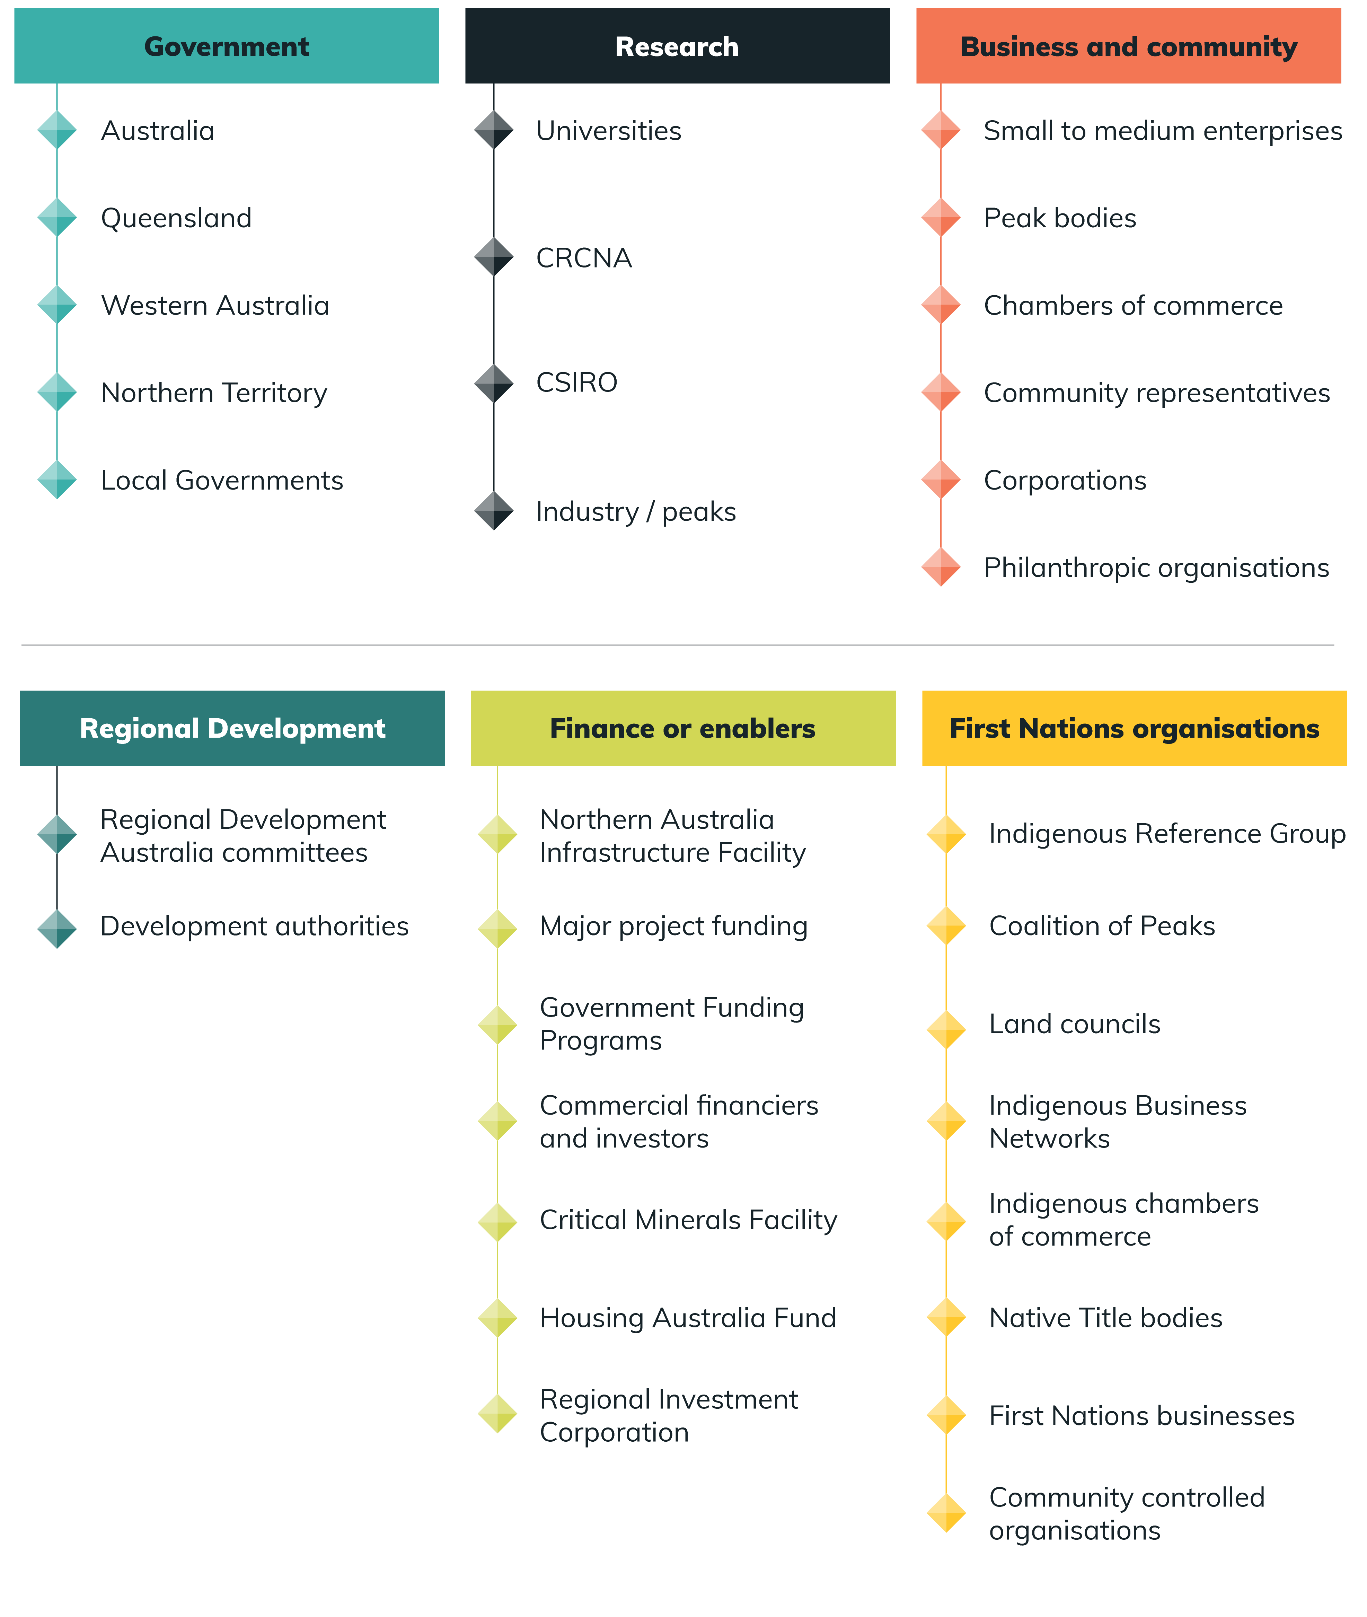 Government
Australia
Queensland
Western Australia
Northern Territory
Local Governments
Research
Universities
CRCNA
CSIRO
Industry / peaks
Business and community
Small to medium enterprises
Peak bodies
Chambers of commerce
Community representatives
Corporations
Philanthropic organisations
Regional Development
Regional Development
Australia committees
Development authorities
Finance or enablers
Northern Australia
Infrastructure Facility
Major project funding
Government Funding
Programs
Commercial financiers
and investors
Critical Minerals Facility
Housing Australia Fund
Regional Investment
Corporation
First Nations organisations
Indigenous Reference Group
Coalition of Peaks
Land councils
Indigenous Business
Networks
Indigenous chambers
of commerce
Native Title bodies
First Nations businesses
Community controlled
organisations